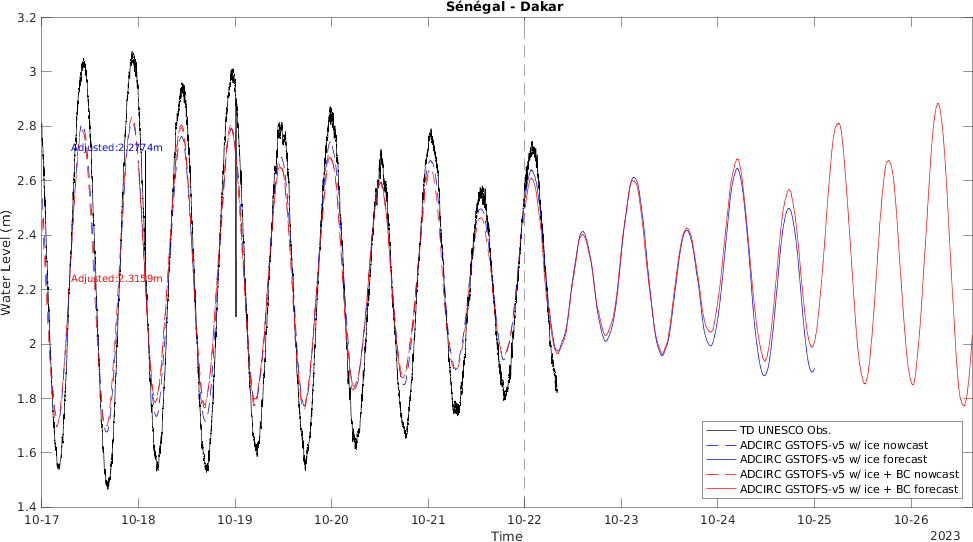 Sénégal - Dakar
Water Level (m)
3.2
3
2.8
2.6
2.4
2.2
2
1.8
1.6
1.4
Adjusted:2.2774m
Adjusted:2.3159m
TD UNESCO Obs.
ADCIRC GSTOFS-v5 w/ ice nowcast
ADCIRC GSTOFS-v5 w/ ice forecast
ADCIRC GSTOFS-v5 w/ ice + BC nowcast
ADCIRC GSTOFS-v5 w/ ice + BC forecast
10-17 10-18 10-19 10-20 10-21 10-22 10-23 10-24 10-25 10-26
Time
2023